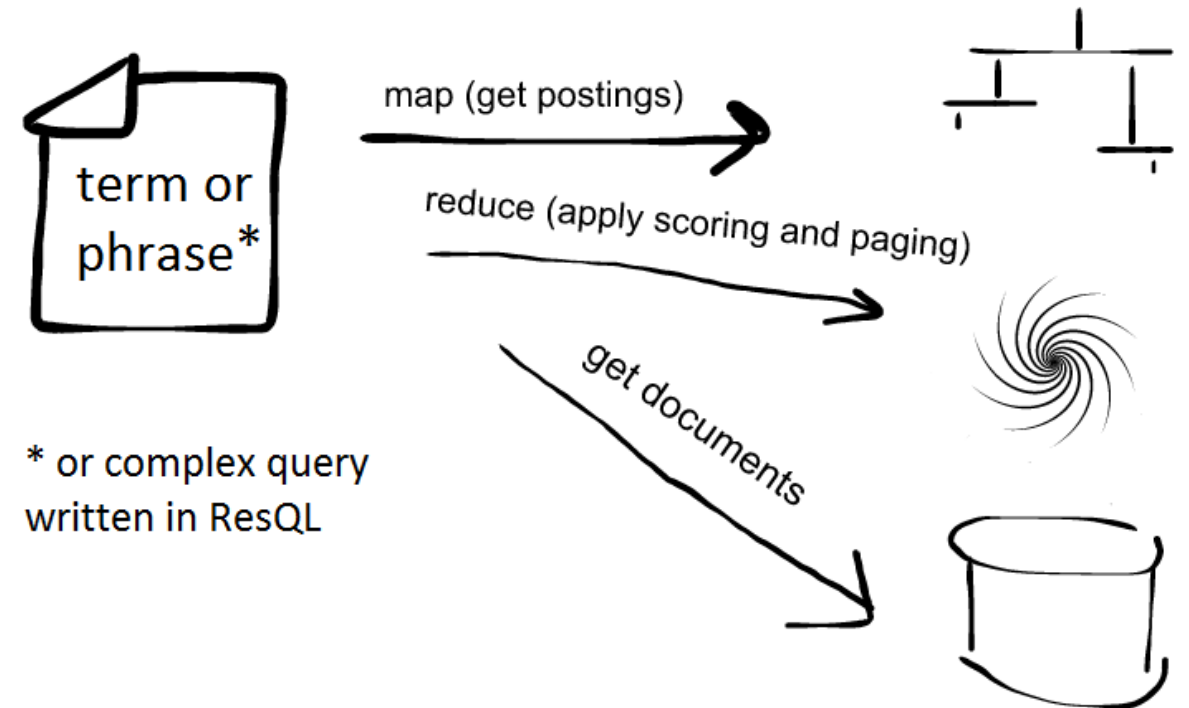 map (get postings)
term or
phrase*
reduce (apply scoring and paging)
get documents
* or complex query
written in ResQL